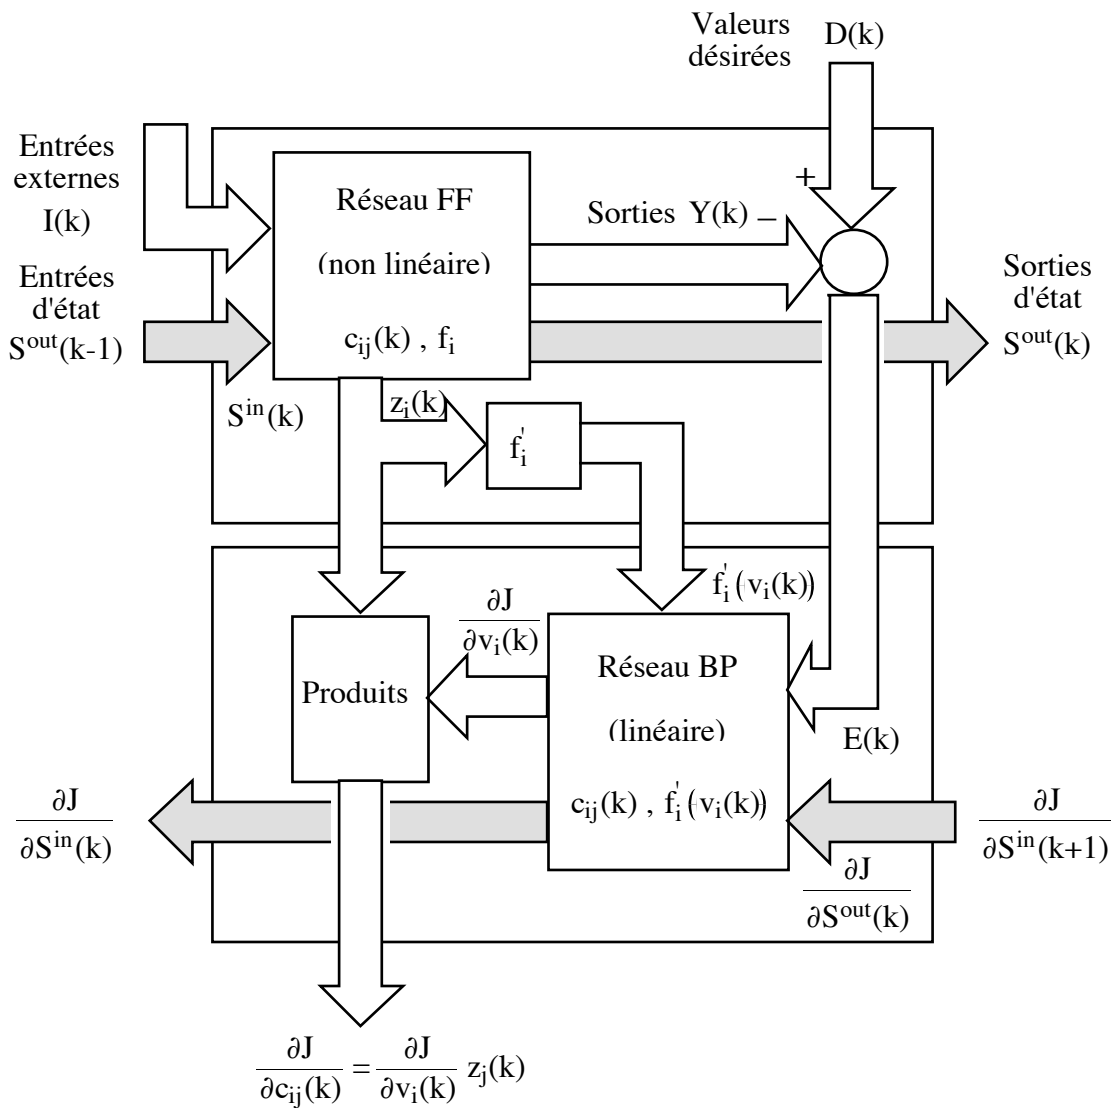 Valeurs
désirées
D(k)
Entrées
externes
I(k)
Réseau FF
(non linéaire)
c_ij(k) , f_i
+
Sorties Y(k) –
Entrées
d'état
S^out(k-1)
Sorties
d'état
S^out(k)
S^in(k)
z_i(k)
f'_i
f'_i(v_i(k))
∂J
∂v_i(k)
Produits
Réseau BP
(linéaire)
c_ij(k) , f'_i(v_i(k))
E(k)
∂J
∂S^in(k)
∂J
∂S^in(k+1)
∂J
∂S^out(k)
∂J/∂c_ij(k) = ∂J/∂v_i(k) z_j(k)